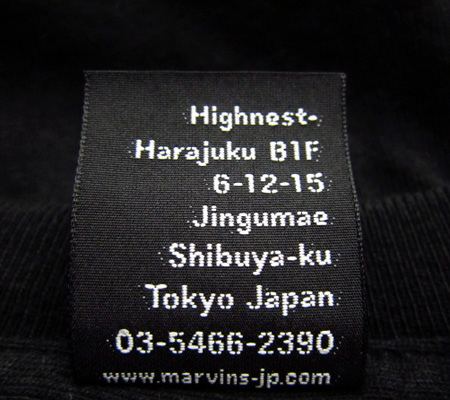 Highnest-
Harajuku B1F
6-12-15
Jingumae
Shibuya-ku
Tokyo Japan
03-5466-2390
www.marvins-jp.com